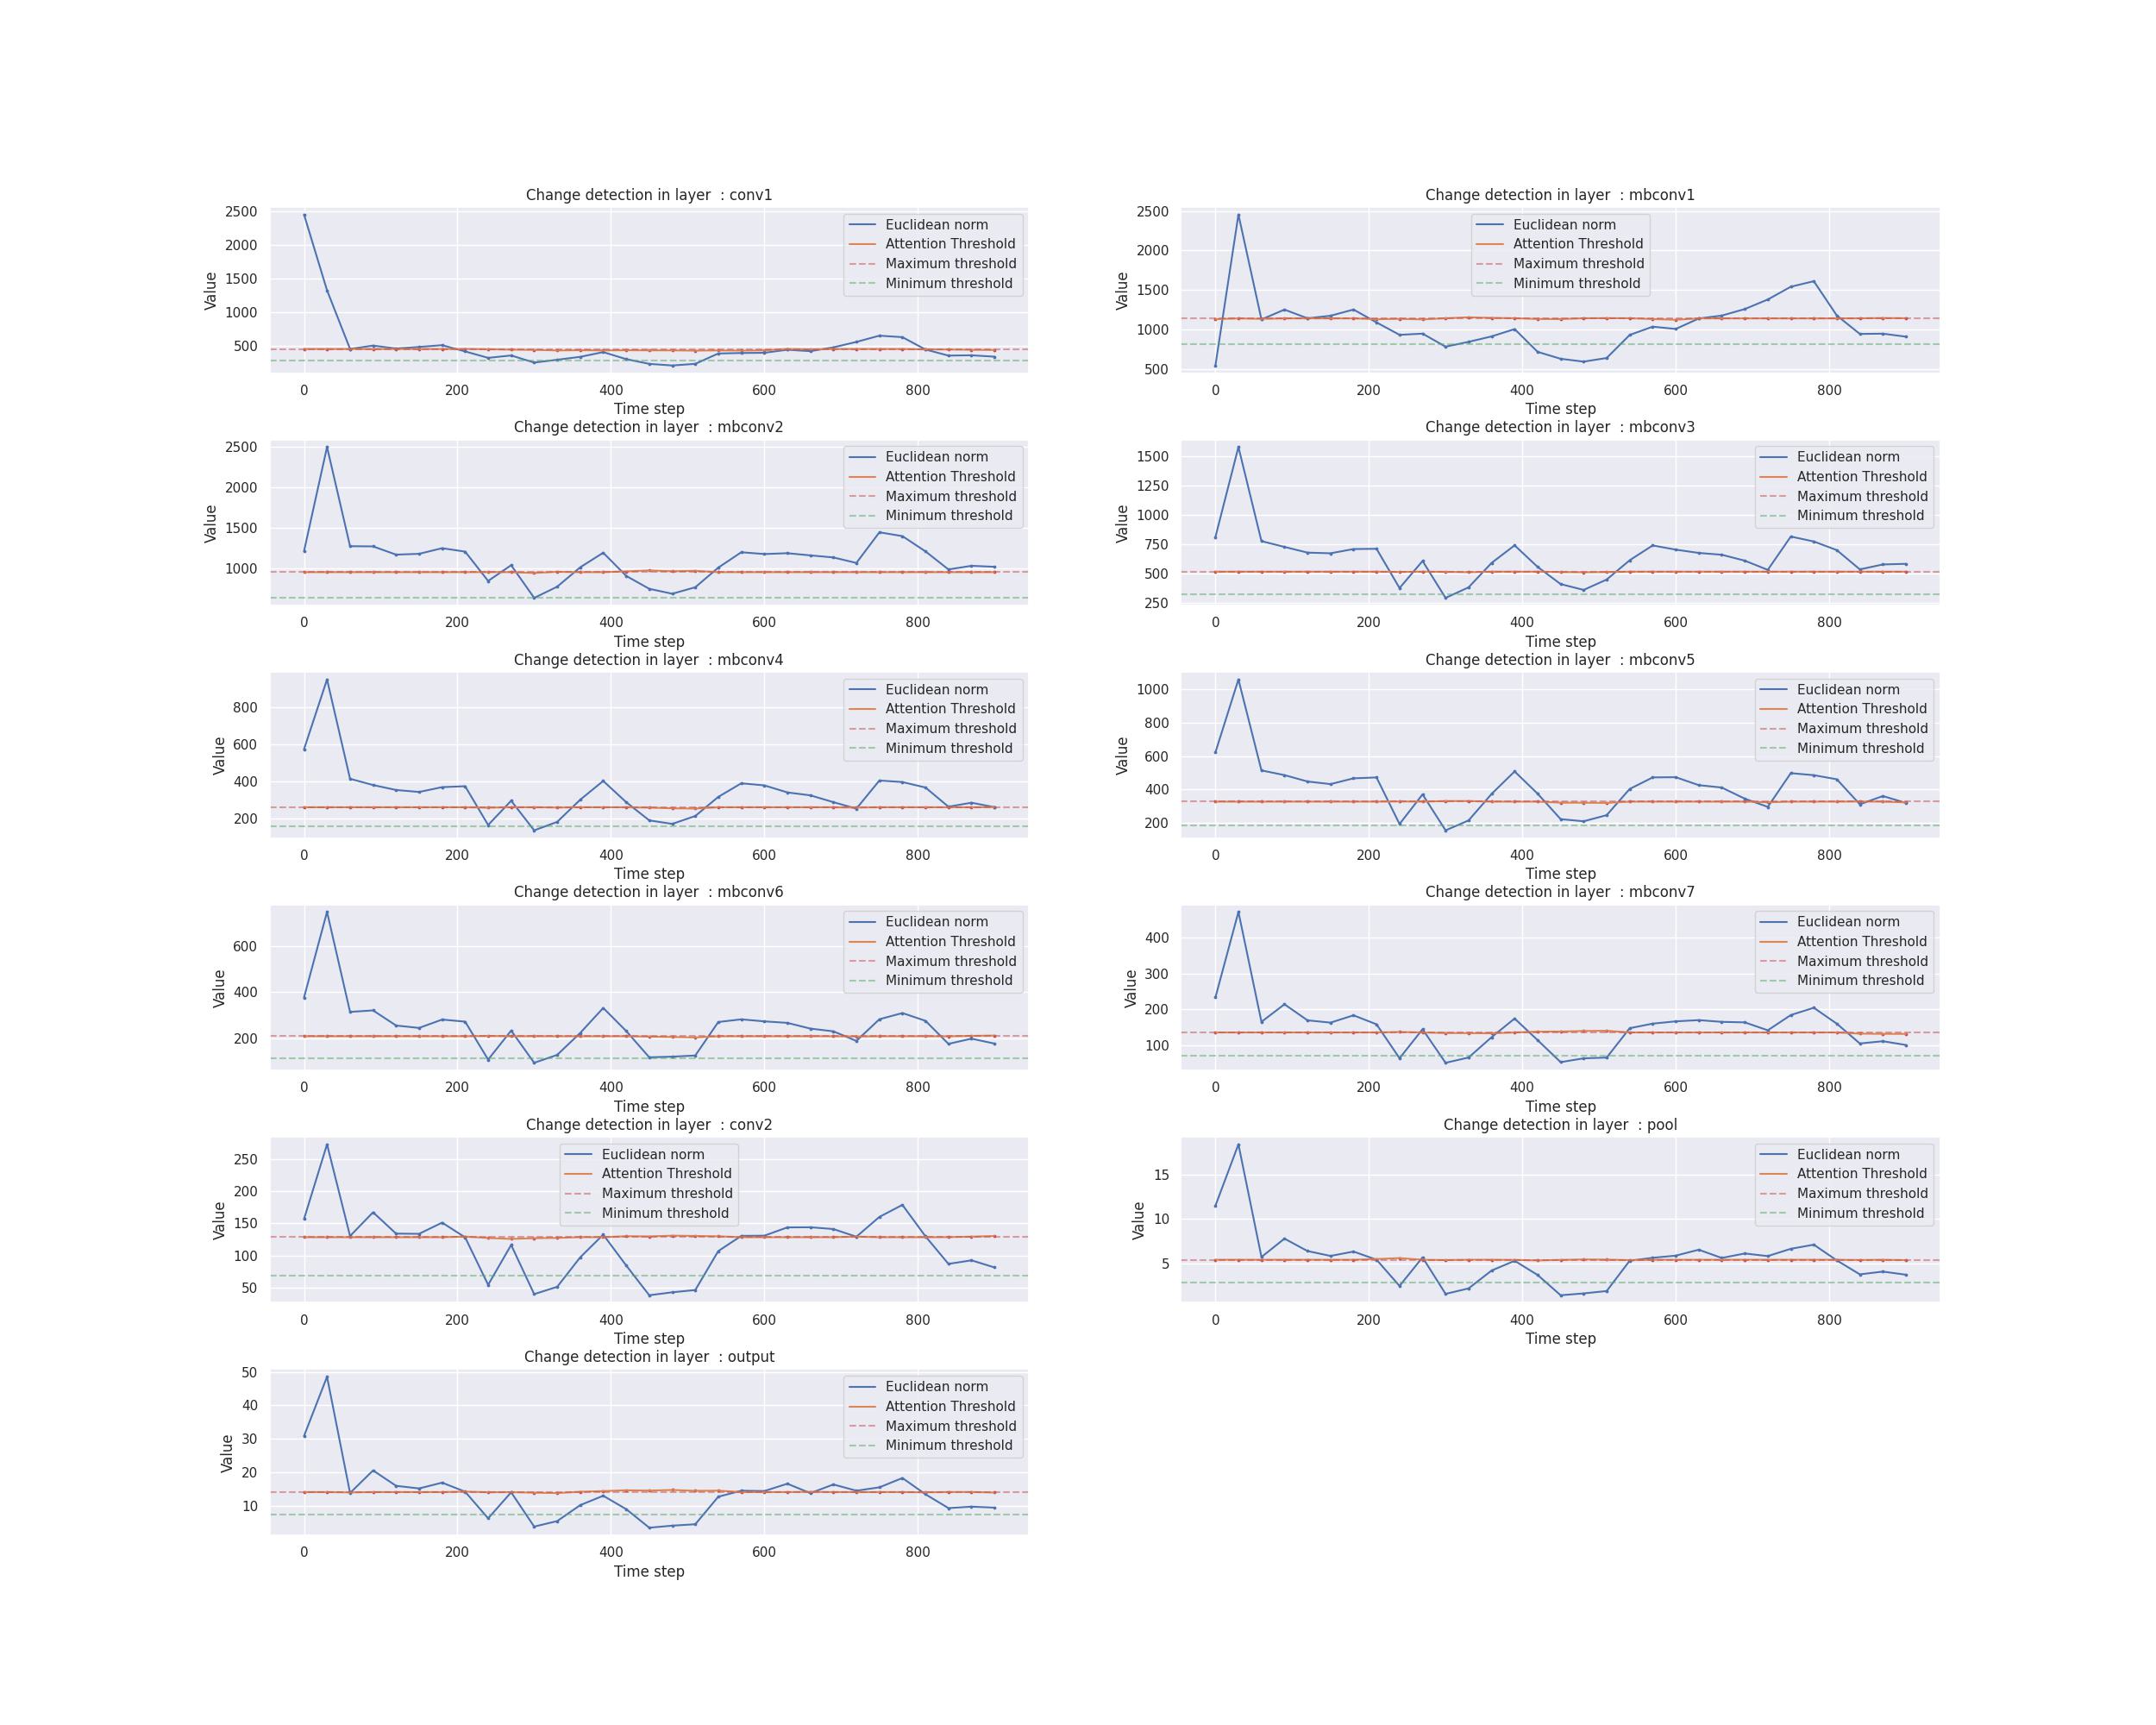 Change detection in layer  : conv1
Value
2500
2000
1500
1000
500
Euclidean norm
Attention Threshold
Maximum threshold
Minimum threshold
0 200 400 600 800
Time step
Change detection in layer  : mbconv1
Value
2500
2000
1500
1000
500
Euclidean norm
Attention Threshold
Maximum threshold
Minimum threshold
0 200 400 600 800
Time step
Change detection in layer  : mbconv2
Value
2500
2000
1500
1000
Euclidean norm
Attention Threshold
Maximum threshold
Minimum threshold
0 200 400 600 800
Time step
Change detection in layer  : mbconv3
Value
1500
1250
1000
750
500
250
Euclidean norm
Attention Threshold
Maximum threshold
Minimum threshold
0 200 400 600 800
Time step
Change detection in layer  : mbconv4
Value
800
600
400
200
Euclidean norm
Attention Threshold
Maximum threshold
Minimum threshold
0 200 400 600 800
Time step
Change detection in layer  : mbconv5
Value
1000
800
600
400
200
Euclidean norm
Attention Threshold
Maximum threshold
Minimum threshold
0 200 400 600 800
Time step
Change detection in layer  : mbconv6
Value
600
400
200
Euclidean norm
Attention Threshold
Maximum threshold
Minimum threshold
0 200 400 600 800
Time step
Change detection in layer  : mbconv7
Value
400
300
200
100
Euclidean norm
Attention Threshold
Maximum threshold
Minimum threshold
0 200 400 600 800
Time step
Change detection in layer  : conv2
Value
250
200
150
100
50
Euclidean norm
Attention Threshold
Maximum threshold
Minimum threshold
0 200 400 600 800
Time step
Change detection in layer  : pool
Value
15
10
5
Euclidean norm
Attention Threshold
Maximum threshold
Minimum threshold
0 200 400 600 800
Time step
Change detection in layer  : output
Value
50
40
30
20
10
Euclidean norm
Attention Threshold
Maximum threshold
Minimum threshold
0 200 400 600 800
Time step